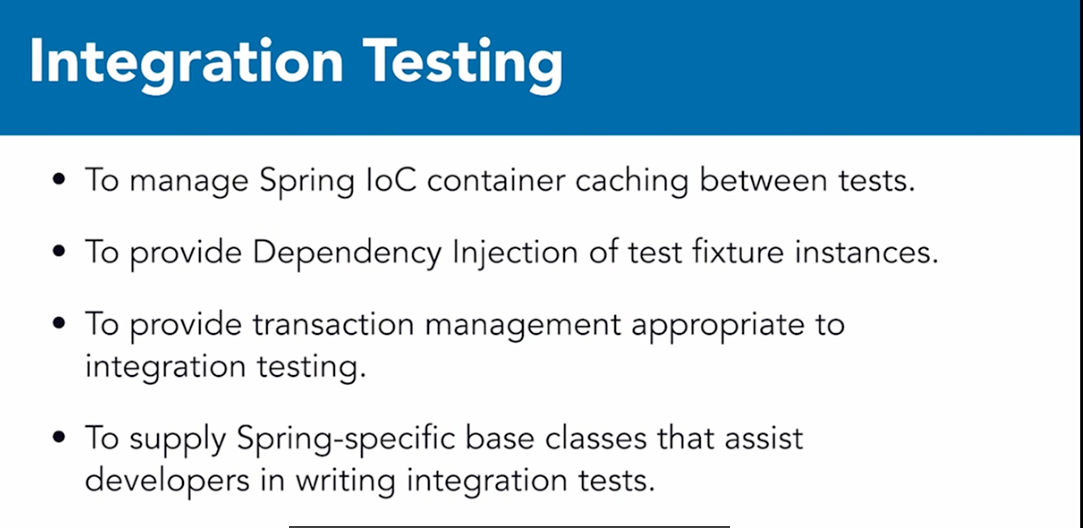 Integration Testing
• To manage Spring IoC container caching between tests.
• To provide Dependency Injection of test fixture instances.
• To provide transaction management appropriate to
integration testing.
• To supply Spring-specific base classes that assist
developers in writing integration tests.